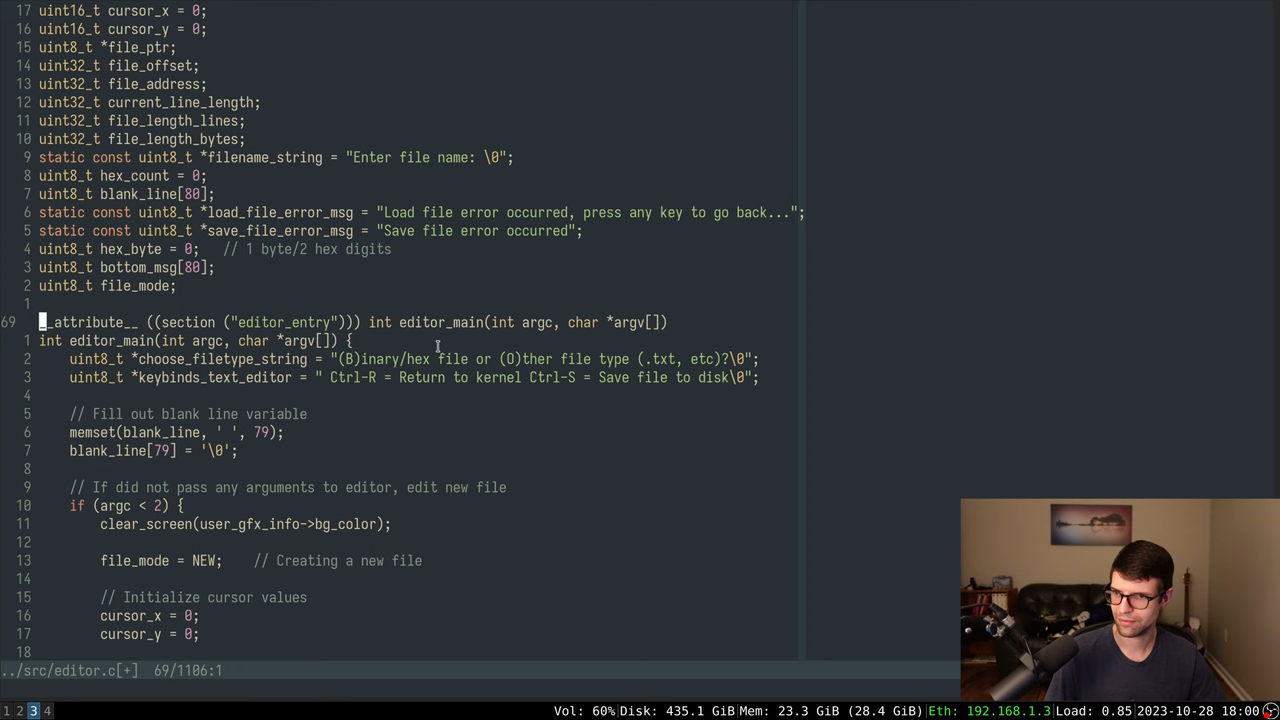 17 uint16_t cursor_x = 0;
16 uint16_t cursor_y = 0;
15 uint8_t *file_ptr;
14 uint32_t file_offset;
13 uint32_t file_address;
12 uint32_t current_line_length;
11 uint32_t file_length_lines;
10 uint32_t file_length_bytes;
9 static const uint8_t *filename_string = "Enter file name: \0";
8 uint8_t hex_count = 0;
7 uint8_t blank_line[80];
6 static const uint8_t *load_file_error_msg = "Load file error occurred, press any key to go back...";
5 static const uint8_t *save_file_error_msg = "Save file error occurred";
4 uint8_t hex_byte = 0;   // 1 byte/2 hex digits
3 uint8_t bottom_msg[80];
2 uint8_t file_mode;
1
69 __attribute__ ((section ("editor_entry"))) int editor_main(int argc, char *argv[])
1 int editor_main(int argc, char *argv[]) {
2     uint8_t *choose_filetype_string = "(B)inary/hex file or (O)ther file type (.txt, etc)?\0";
3     uint8_t *keybinds_text_editor = " Ctrl-R = Return to kernel Ctrl-S = Save file to disk\0";
4
5     // Fill out blank line variable
6     memset(blank_line, ' ', 79);
7     blank_line[79] = '\0';
8
9     // If did not pass any arguments to editor, edit new file
10     if (argc < 2) {
11         clear_screen(user_gfx_info->bg_color);
12
13         file_mode = NEW;    // Creating a new file
14
15         // Initialize cursor values
16         cursor_x = 0;
17         cursor_y = 0;
18
../src/editor.c[+]  69/1106:1
1 2 3 4 Vol: 60%|Disk: 435.1 GiB|Mem: 23.3 GiB (28.4 GiB)|Eth: 192.168.1.3|Load: 0.85|2023-10-28 18:00